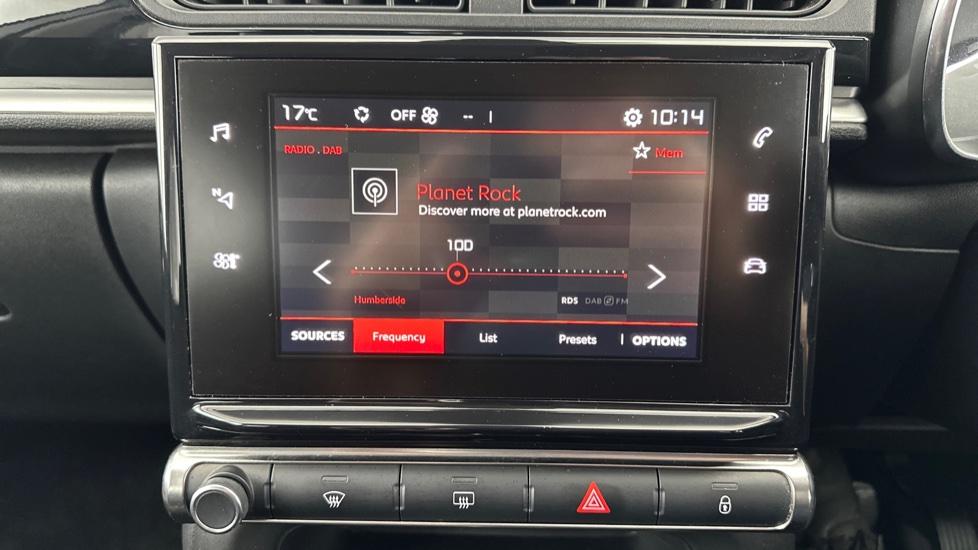 17°C OFF -- 10:14
RADIO . DAB
Mem
Planet Rock
Discover more at planetrock.com
10D
Humberside
RDS DAB FM
SOURCES Frequency List Presets OPTIONS
N